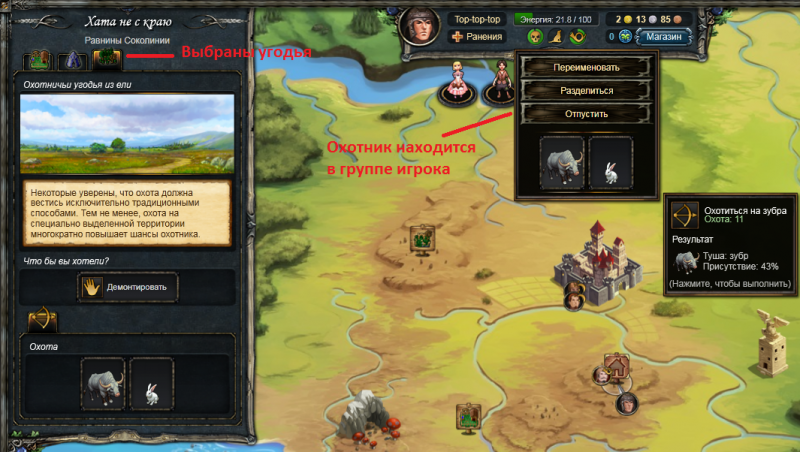 Хата не с краю
Равнины Соколинии
Выбраны угодья
Охотничьи угодья из ели
Некоторые уверены, что охота должна
вестись исключительно традиционными
способами. Тем не менее, охота на
специально выделенной территории
многократно повышает шансы охотника.
Что бы вы хотели?
Демонтировать
Охота
Top-top-top
Ранения
Энергия: 21.6 / 100
2 13 85
0
Магазин
Переименовать
Разделиться
Отпустить
Охотник находится
в группе игрока
Охотиться на зубра
Охота: 11
Результат
Туша: зубр
Присутствие: 43%
(Нажмите, чтобы выполнить)